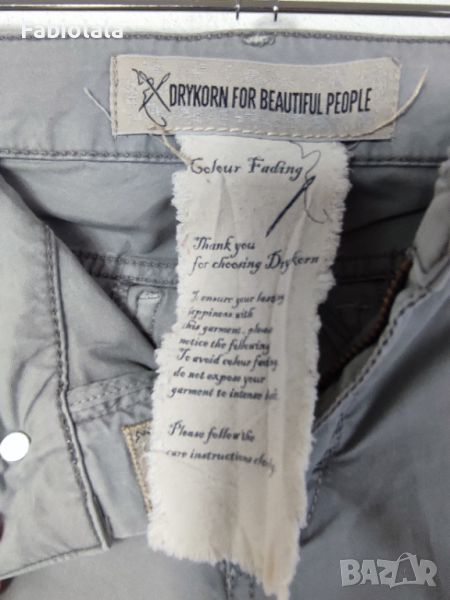 Fabiotata
DRYKORN FOR BEAUTIFUL PEOPLE
Colour Fading
Thank you
for choosing Drykorn
To ensure your lasting
happiness with
this garment, please
notice the following
To avoid colour fading
do not expose your
garment to intense
Please follow the
care instructions
BAZAR